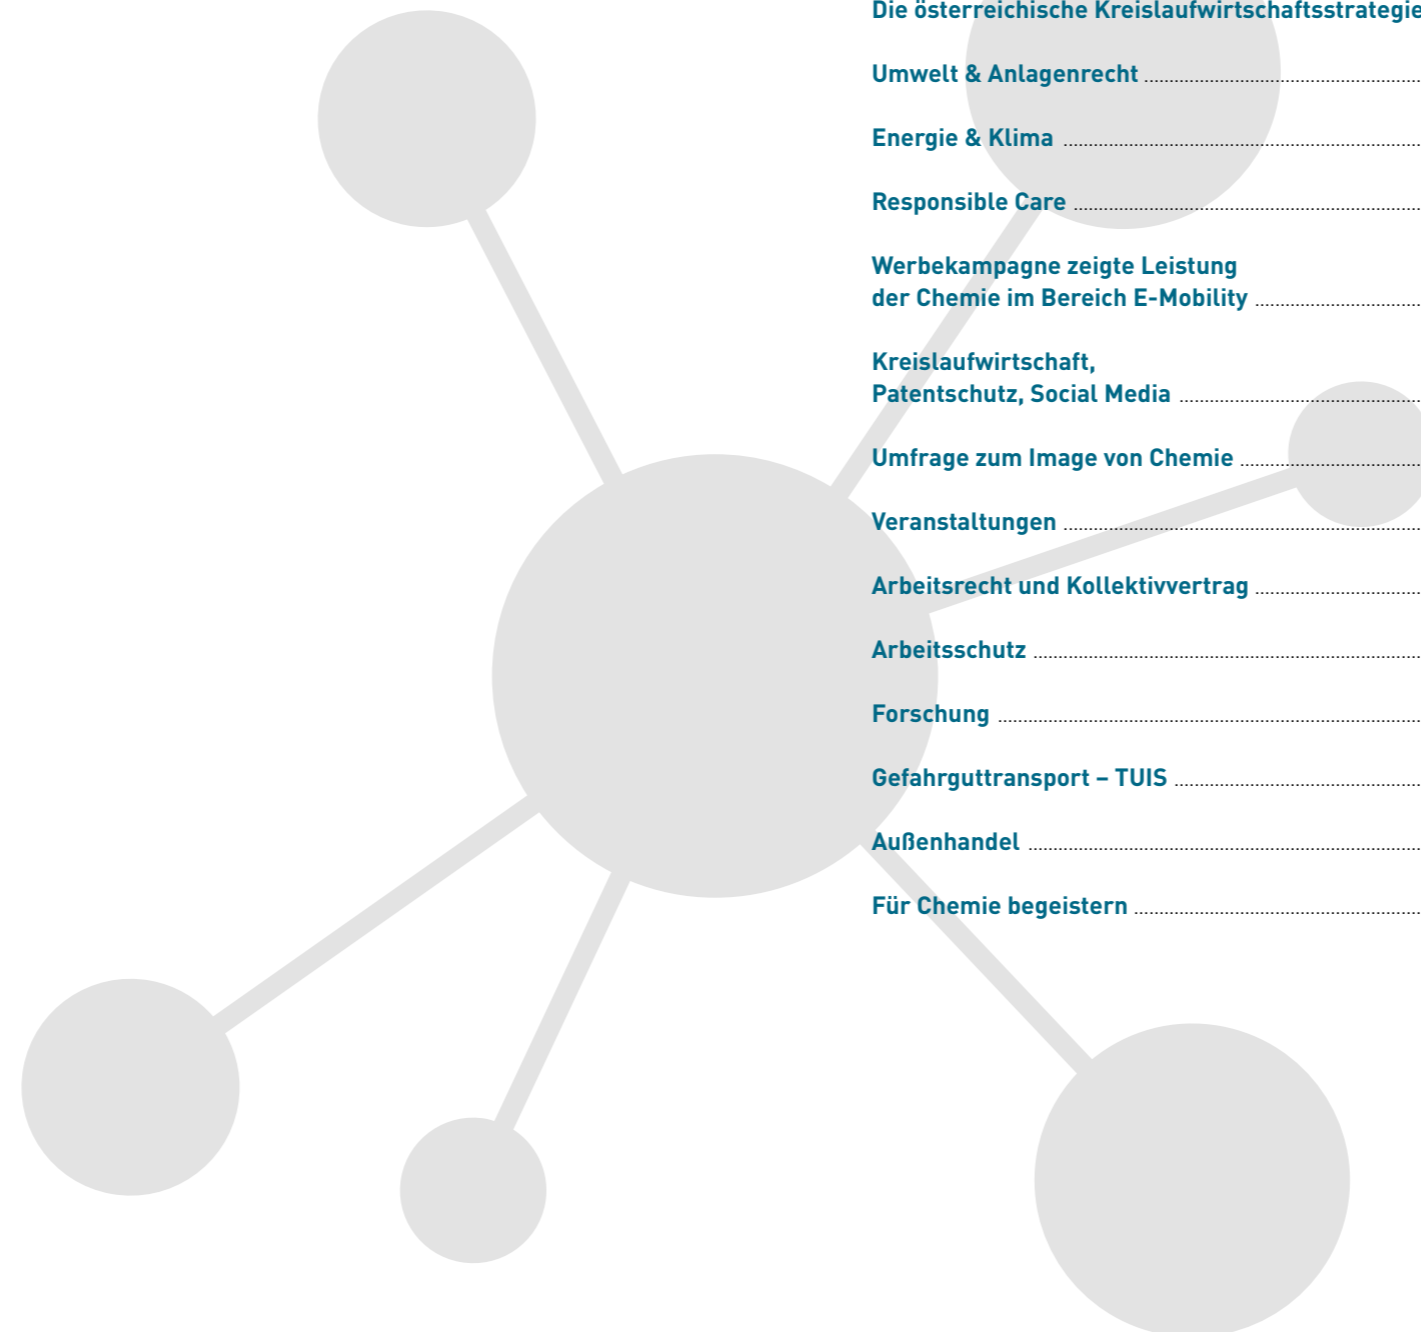 Die österreichische Kreislaufwirtschaftsstrategie
Umwelt & Anlagenrecht
Energie & Klima
Responsible Care
Werbekampagne zeigte Leistung
der Chemie im Bereich E-Mobility
Kreislaufwirtschaft,
Patentschutz, Social Media
Umfrage zum Image von Chemie
Veranstaltungen
Arbeitsrecht und Kollektivvertrag
Arbeitsschutz
Forschung
Gefahrguttransport – TUIS
Außenhandel
Für Chemie begeistern